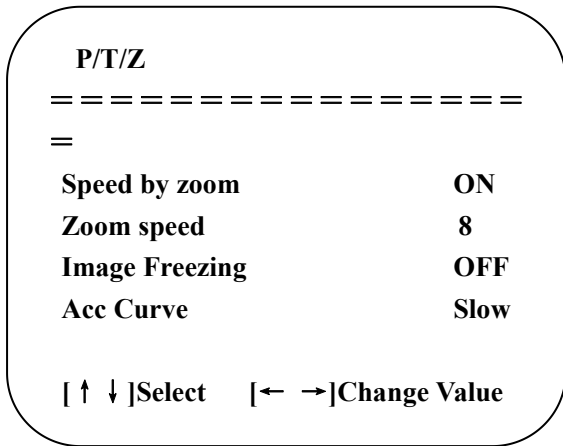 P/T/Z
= = = = = = = = = = = = = = = =
=
Speed by zoom ON
Zoom speed 8
Image Freezing OFF
Acc Curve Slow
[ ↑ ↓ ]Select [← →]Change Value